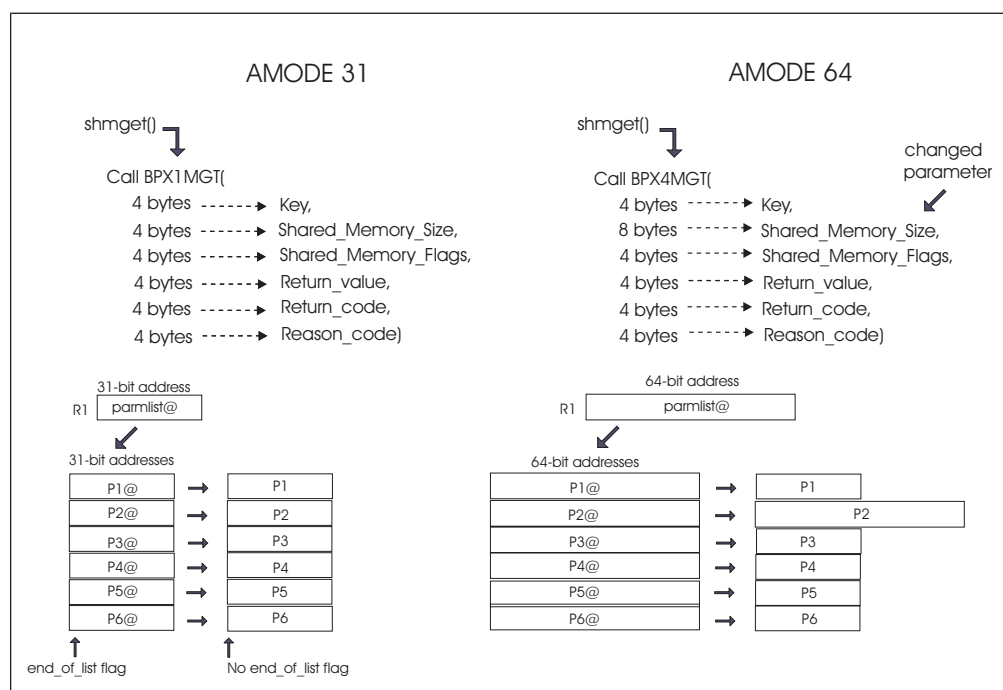 AMODE 31
shmget()
Call BPX1MGT(
4 bytes Key,
4 bytes Shared_Memory_Size,
4 bytes Shared_Memory_Flags,
4 bytes Return_value,
4 bytes Return_code,
4 bytes Reason_code)
31-bit address
R1 parmlist@
31-bit addresses
P1@ P1
P2@ P2
P3@ P3
P4@ P4
P5@ P5
P6@ P6
end_of_list flag
No end_of_list flag
AMODE 64
shmget()
changed
parameter
Call BPX4MGT(
4 bytes Key,
8 bytes Shared_Memory_Size,
4 bytes Shared_Memory_Flags,
4 bytes Return_value,
4 bytes Return_code,
4 bytes Reason_code)
64-bit address
R1 parmlist@
64-bit addresses
P1@ P1
P2@ P2
P3@ P3
P4@ P4
P5@ P5
P6@ P6